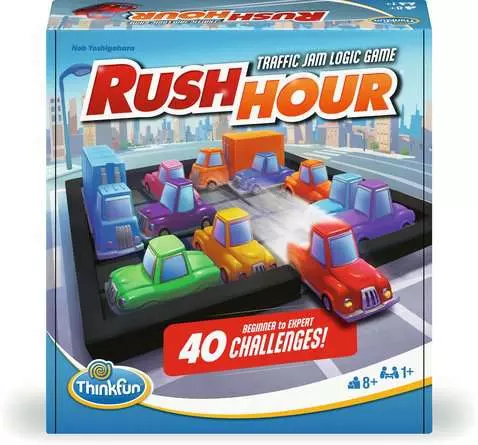 Nob Yoshigahara
TRAFFIC JAM LOGIC GAME
RUSH HOUR
BEGINNER to EXPERT
40 CHALLENGES!
ThinkFun
8+
1+